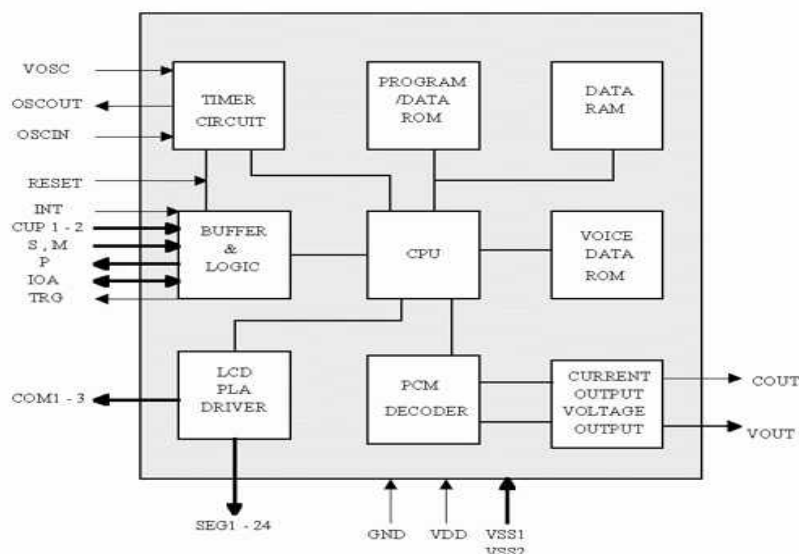 VOSC
OSCOUT
OSCIN
RESET
INT
CUP 1 - 2
S , M
P
IOA
TRG
COM1 - 3
TIMER
CIRCUIT
PROGRAM
/DATA
ROM
DATA
RAM
BUFFER
&
LOGIC
CPU
VOICE
DATA
ROM
LCD
PLA
DRIVER
PCM
DECODER
CURRENT
OUTPUT
VOLTAGE
OUTPUT
COUT
VOUT
SEG1 - 24
GND
VDD
VSS1
VSS2